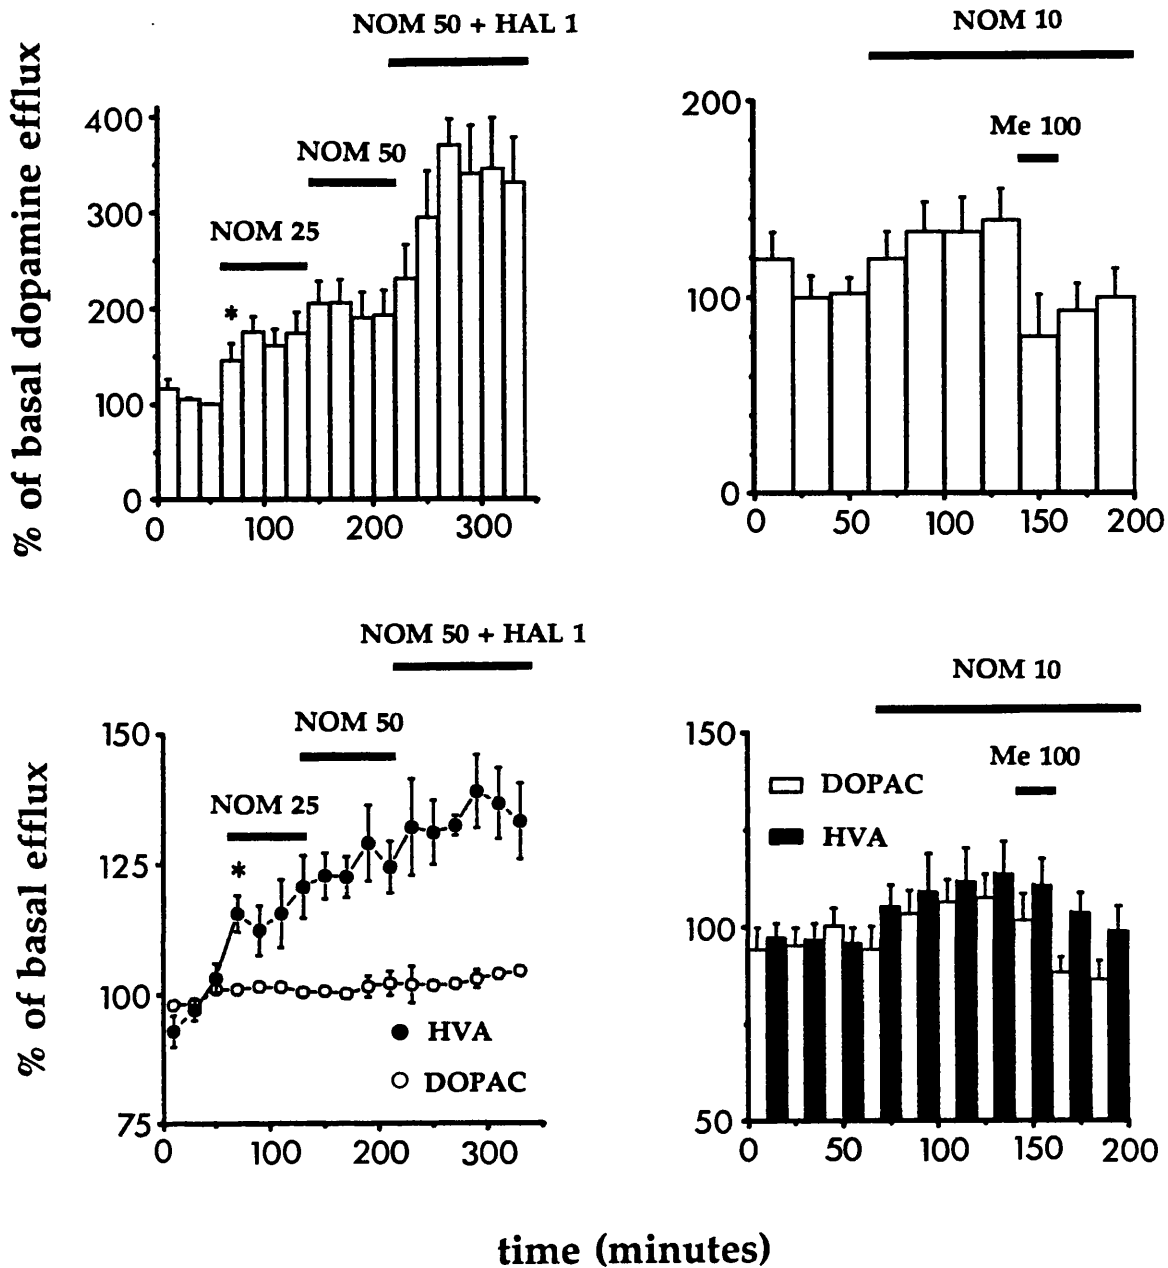 NOM 50 + HAL 1
NOM 50
NOM 25
*
% of basal dopamine efflux
400
300
200
100
0
0 100 200 300
NOM 10
Me 100
200
100
0
0 50 100 150 200
NOM 50 + HAL 1
NOM 50
NOM 25
*
% of basal efflux
150
125
100
75
HVA
DOPAC
0 100 200 300
NOM 10
Me 100
DOPAC
HVA
150
100
50
0 50 100 150 200
time (minutes)